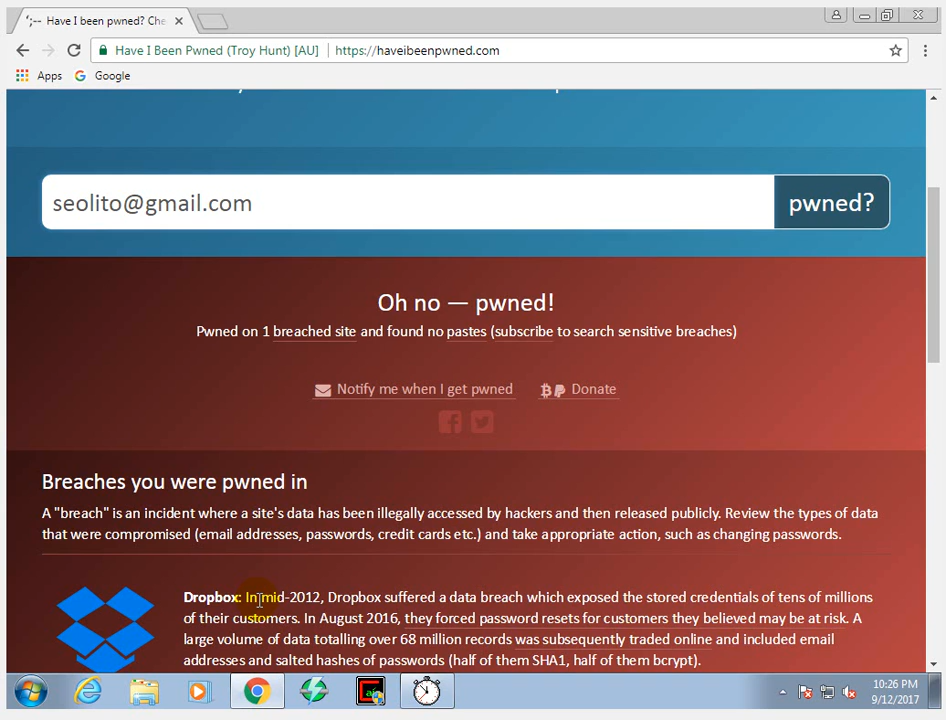 ';-- Have I been pwned? Che
Have I Been Pwned (Troy Hunt) [AU] https://haveibeenpwned.com
Apps Google
seolito@gmail.com pwned?
Oh no — pwned!
Pwned on 1 breached site and found no pastes (subscribe to search sensitive breaches)
Notify me when I get pwned Donate
Breaches you were pwned in
A "breach" is an incident where a site's data has been illegally accessed by hackers and then released publicly. Review the types of data
that were compromised (email addresses, passwords, credit cards etc.) and take appropriate action, such as changing passwords.
Dropbox: In mid-2012, Dropbox suffered a data breach which exposed the stored credentials of tens of millions
of their customers. In August 2016, they forced password resets for customers they believed may be at risk. A
large volume of data totalling over 68 million records was subsequently traded online and included email
addresses and salted hashes of passwords (half of them SHA1, half of them bcrypt).
10:26 PM
9/12/2017